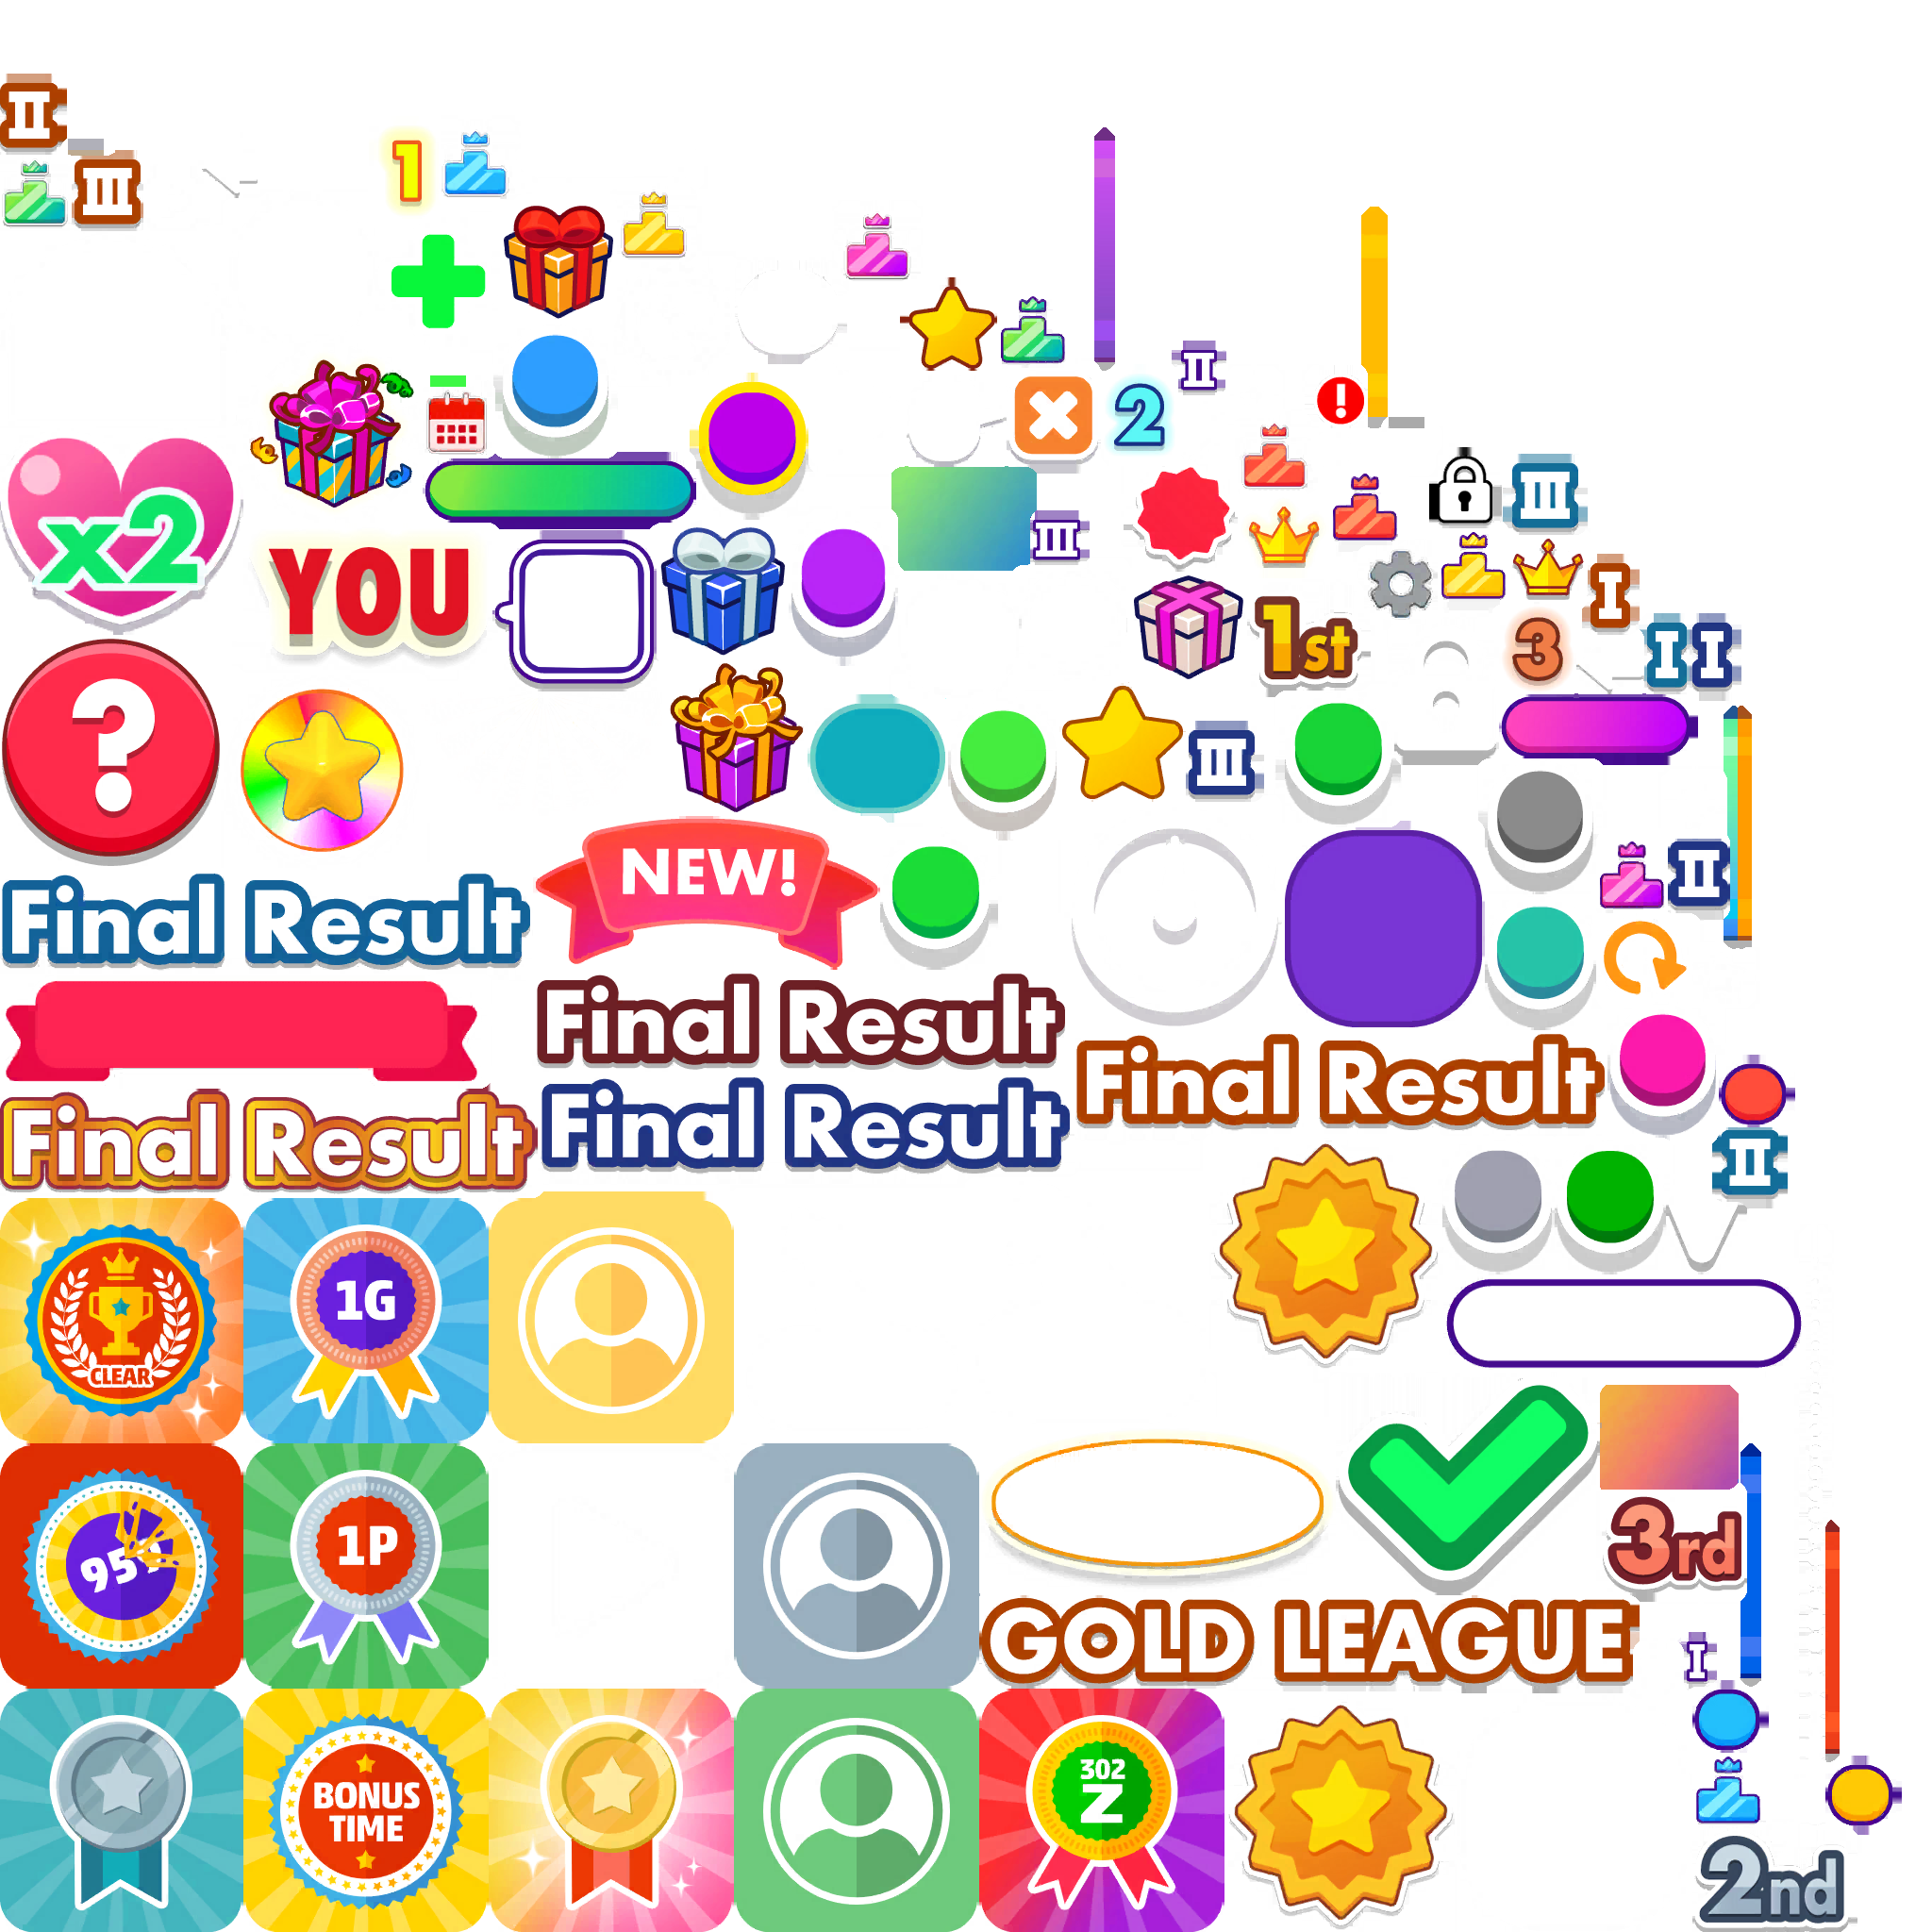 II
III
1
2
II
x2
III
III
YOU
1st
I
3
I
I
?
III
NEW!
II
Final Result
Final Result
Final Result
Final Result
Final Result
II
CLEAR
1G
95%
1P
3rd
GOLD LEAGUE
I
BONUS
TIME
302
Z
2nd